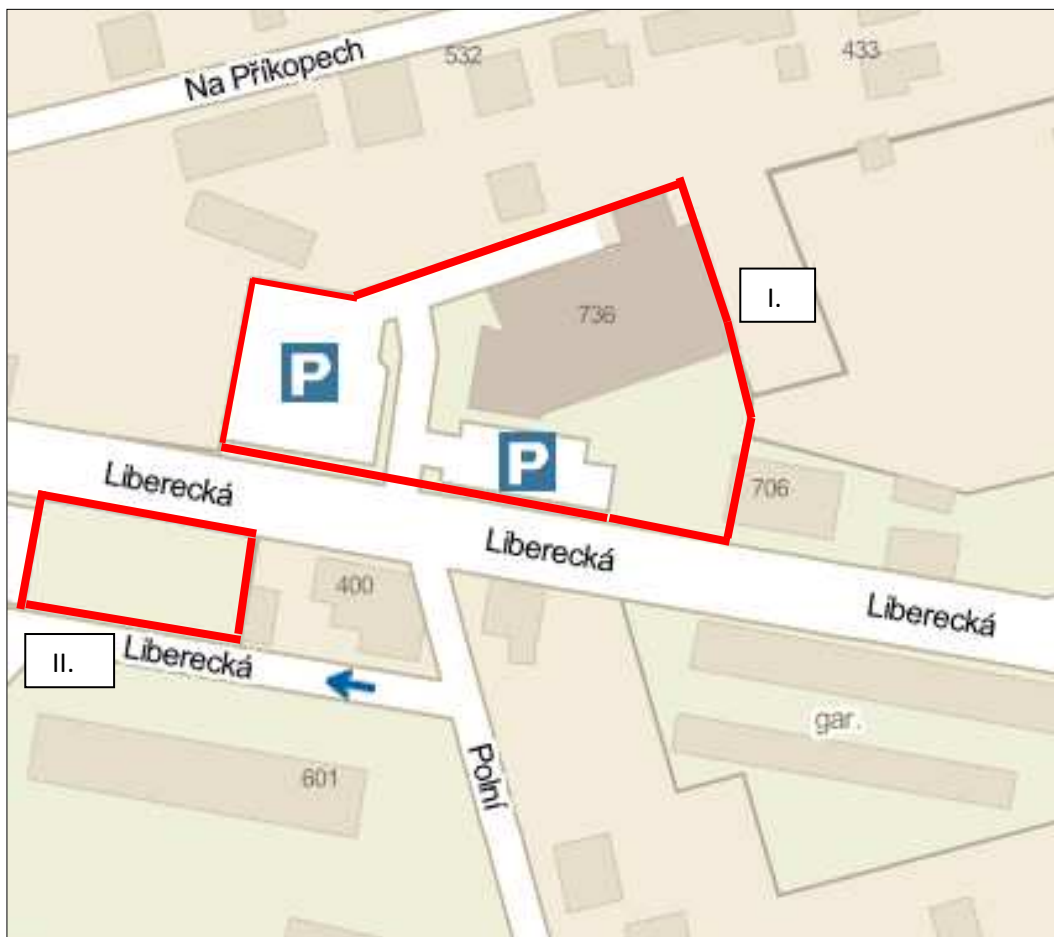 532
433
Na Příkopech
I.
736
P
P
Liberecká
706
Liberecká
400
Liberecká
II.
Liberecká
gar.
Polní
601